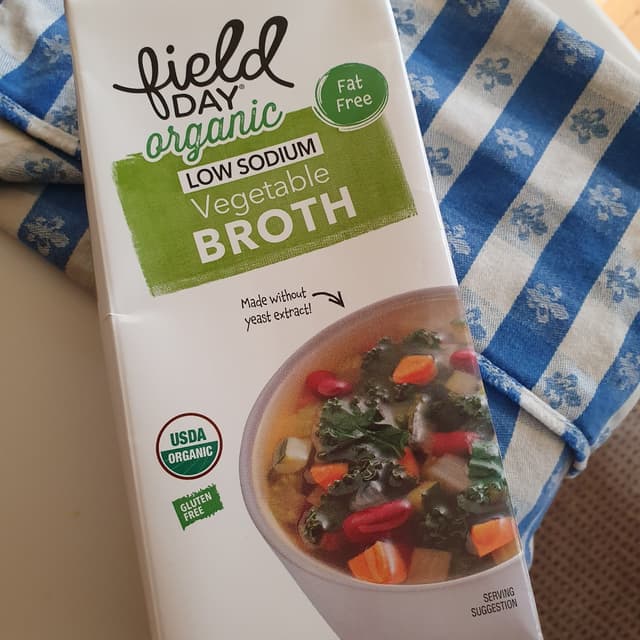 field
DAY®
organic
Fat
Free
LOW SODIUM
Vegetable
BROTH
Made without
yeast extract!
USDA
ORGANIC
GLUTEN
FREE
SERVING
SUGGESTION